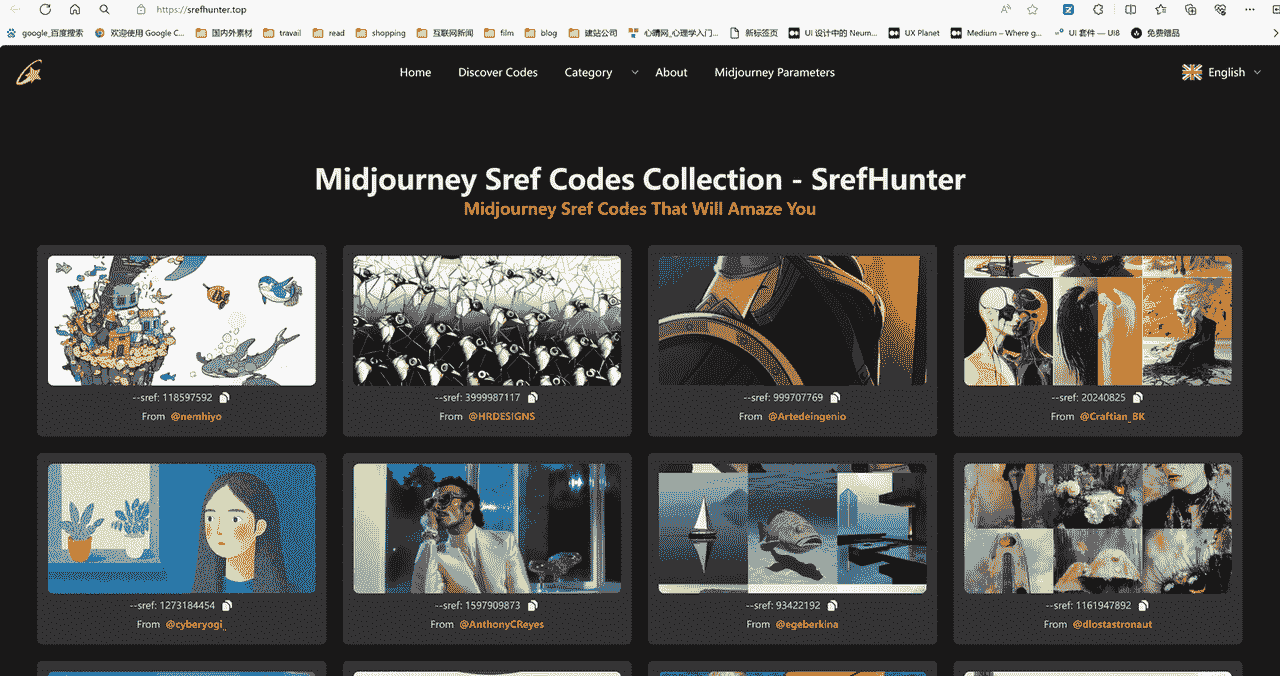 https://srefhunter.top
google_百度搜索 欢迎使用 Google C... 国内外素材 travail read shopping 互联网新闻 film blog 建站公司 心晴网_心理学入门... 新标签页 UI 设计中的 Neum... UX Planet Medium – Where g... UI 套件 — UI8 免费赠品
Home Discover Codes Category About Midjourney Parameters English
Midjourney Sref Codes Collection - SrefHunter
Midjourney Sref Codes That Will Amaze You
--sref: 118597592 --sref: 3999987117 --sref: 999707769 --sref: 20240825
From @nemhiyo From @HRDESIGNS From @Artedeingenio From @Craftian_BK
--sref: 1273184454 --sref: 1597909873 --sref: 93422192 --sref: 1161947892
From @cyberyogi_ From @AnthonyCReyes From @egeberkina From @dlostastronaut